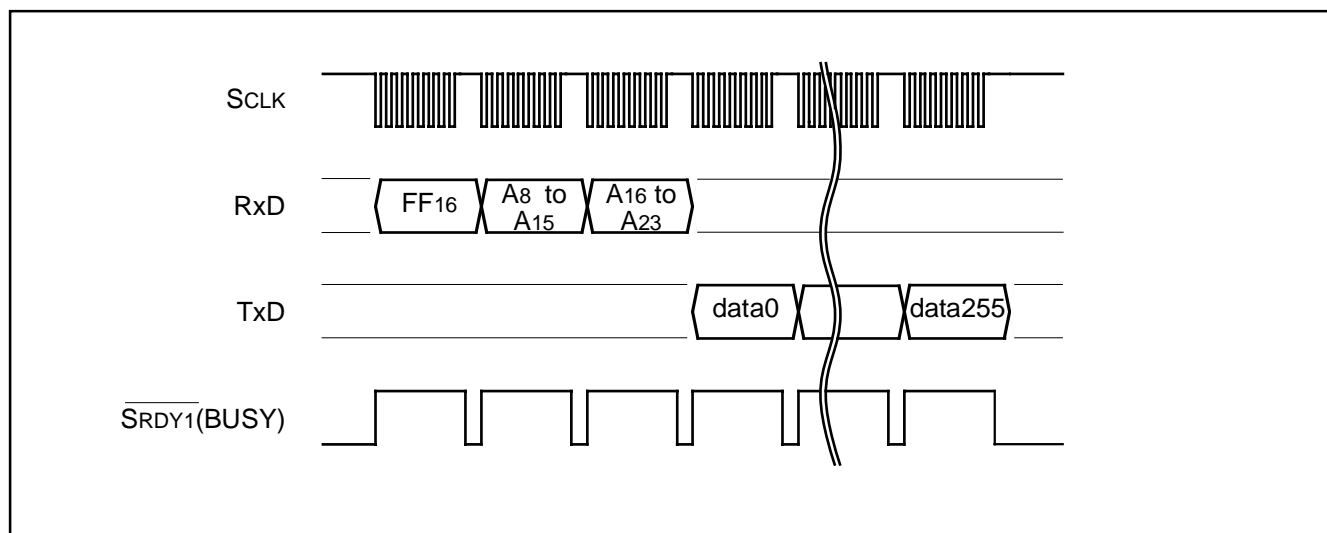 SCLK
RxD
FF16
A8 to
A15
A16 to
A23
TxD
data0
data255
SRDY1(BUSY)